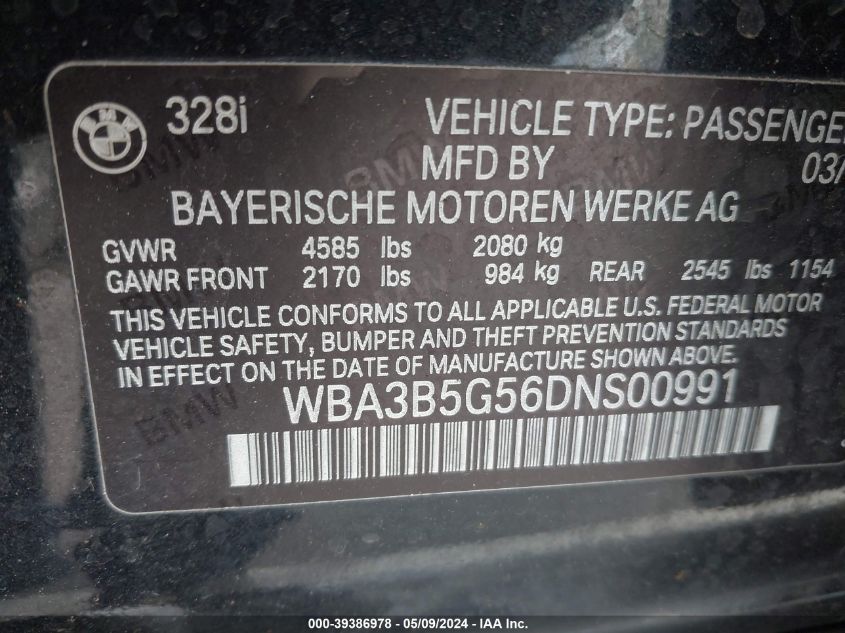 BMW 328i VEHICLE TYPE: PASSENGE
MFD BY 03/
BAYERISCHE MOTOREN WERKE AG
GVWR 4585 lbs 2080 kg
GAWR FRONT 2170 lbs 984 kg REAR 2545 lbs 1154
THIS VEHICLE CONFORMS TO ALL APPLICABLE U.S. FEDERAL MOTOR
VEHICLE SAFETY, BUMPER AND THEFT PREVENTION STANDARDS
IN EFFECT ON THE DATE OF MANUFACTURE SHOWN ABOVE.
WBA3B5G56DNS00991
000-39386978 - 05/09/2024 - IAA Inc.